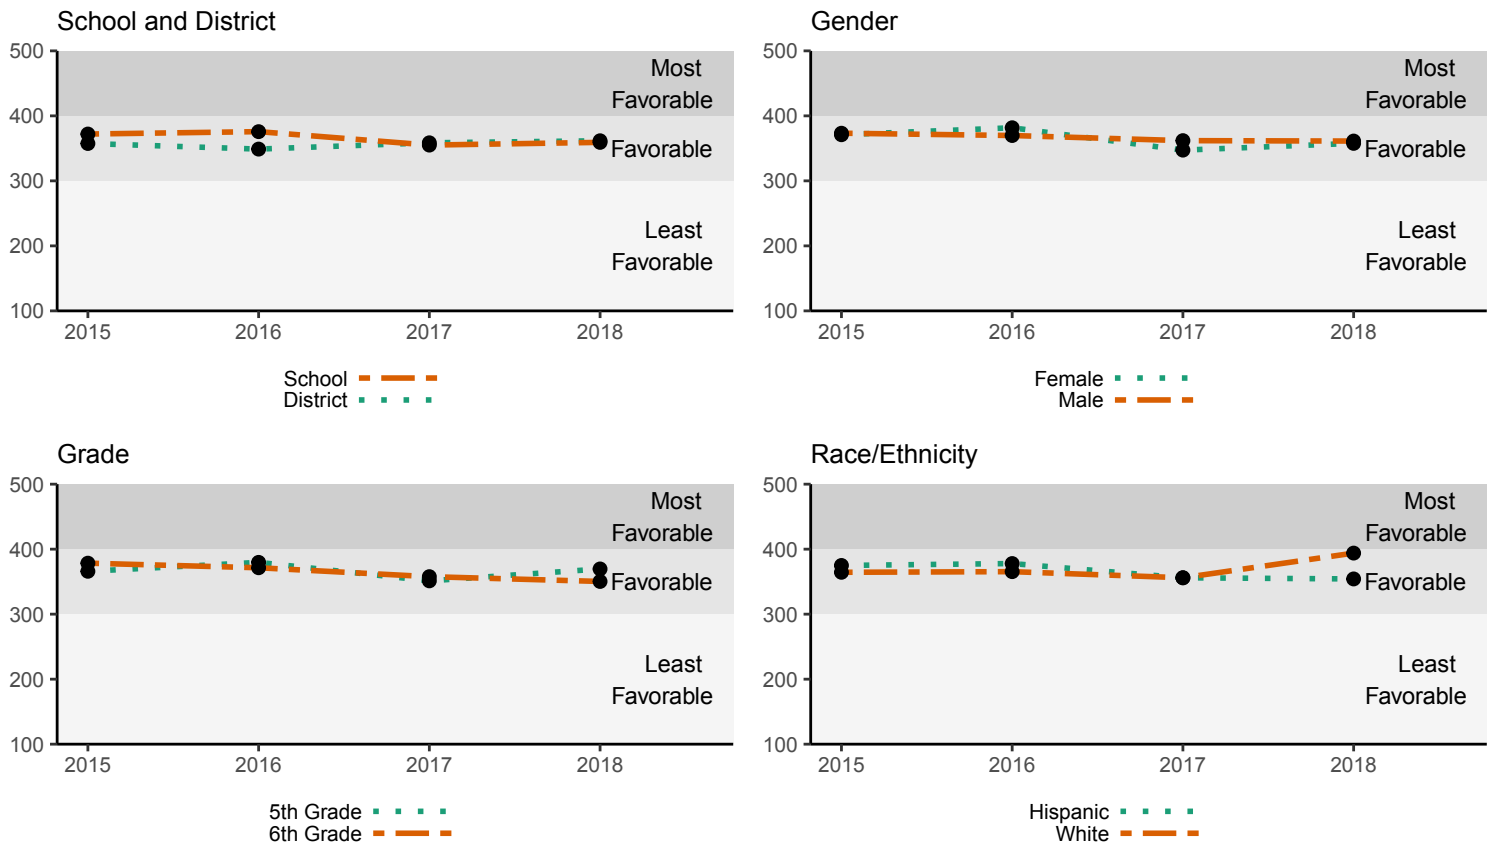 School and District
500
400
300
200
100
Most
Favorable
Favorable
Least
Favorable
2015 2016 2017 2018
School
District
Gender
500
400
300
200
100
Most
Favorable
Favorable
Least
Favorable
2015 2016 2017 2018
Female
Male
Grade
500
400
300
200
100
Most
Favorable
Favorable
Least
Favorable
2015 2016 2017 2018
5th Grade
6th Grade
Race/Ethnicity
500
400
300
200
100
Most
Favorable
Favorable
Least
Favorable
2015 2016 2017 2018
Hispanic
White